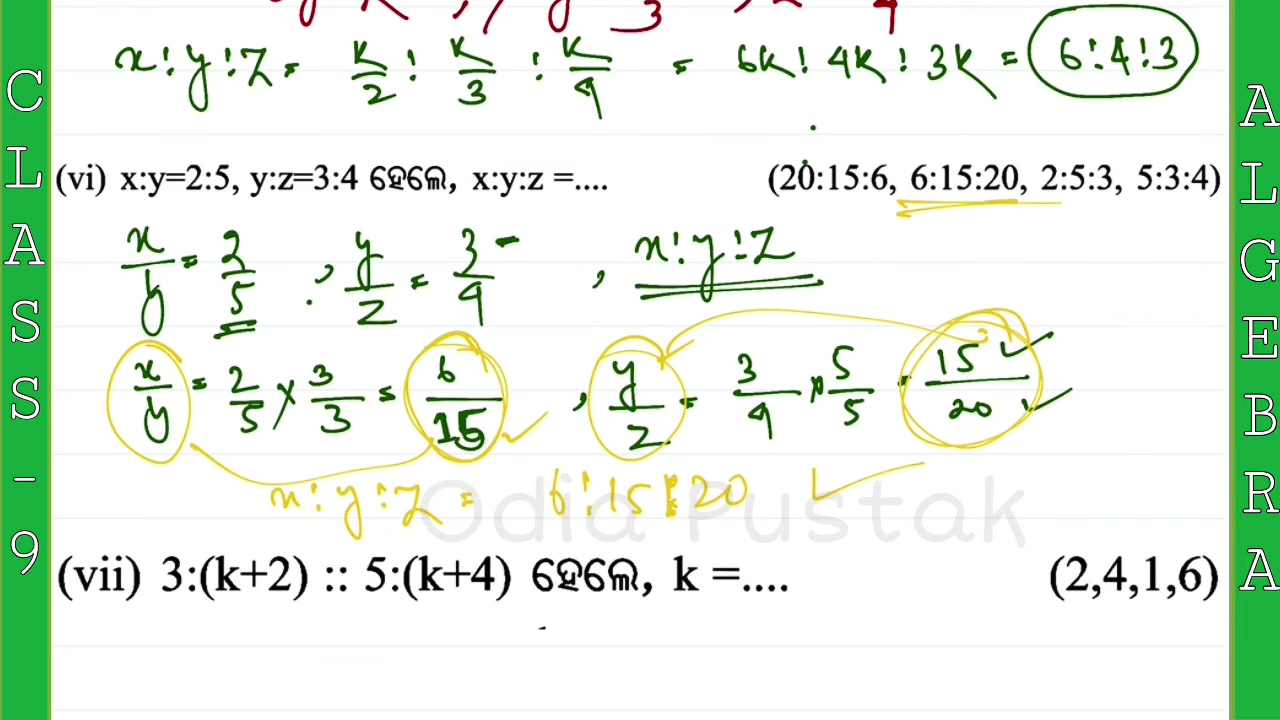 CLASS-9
x:y:z = k/2 : k/3 : k/4 = 6k : 4k : 3k = 6:4:3
(vi) x:y=2:5, y:z=3:4 ହେଲେ, x:y:z =.... (20:15:6, 6:15:20, 2:5:3, 5:3:4)
x/y = 2/5 , y/z = 3/4 , x:y:z
x/y = 2/5 × 3/3 = 6/15 , y/z = 3/4 × 5/5 = 15/20
x:y:z = 6:15:20
Odia Pustak
(vii) 3:(k+2) :: 5:(k+4) ହେଲେ, k =.... (2,4,1,6)
ALGEBRA